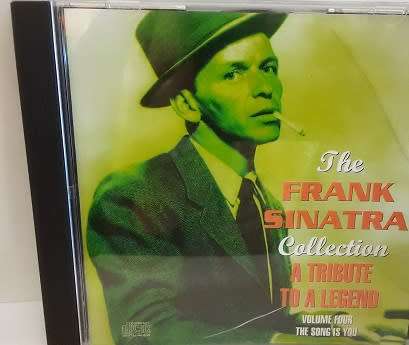 The
FRANK
SINATRA
Collection
A TRIBUTE
TO A LEGEND
VOLUME FOUR
THE SONG IS YOU